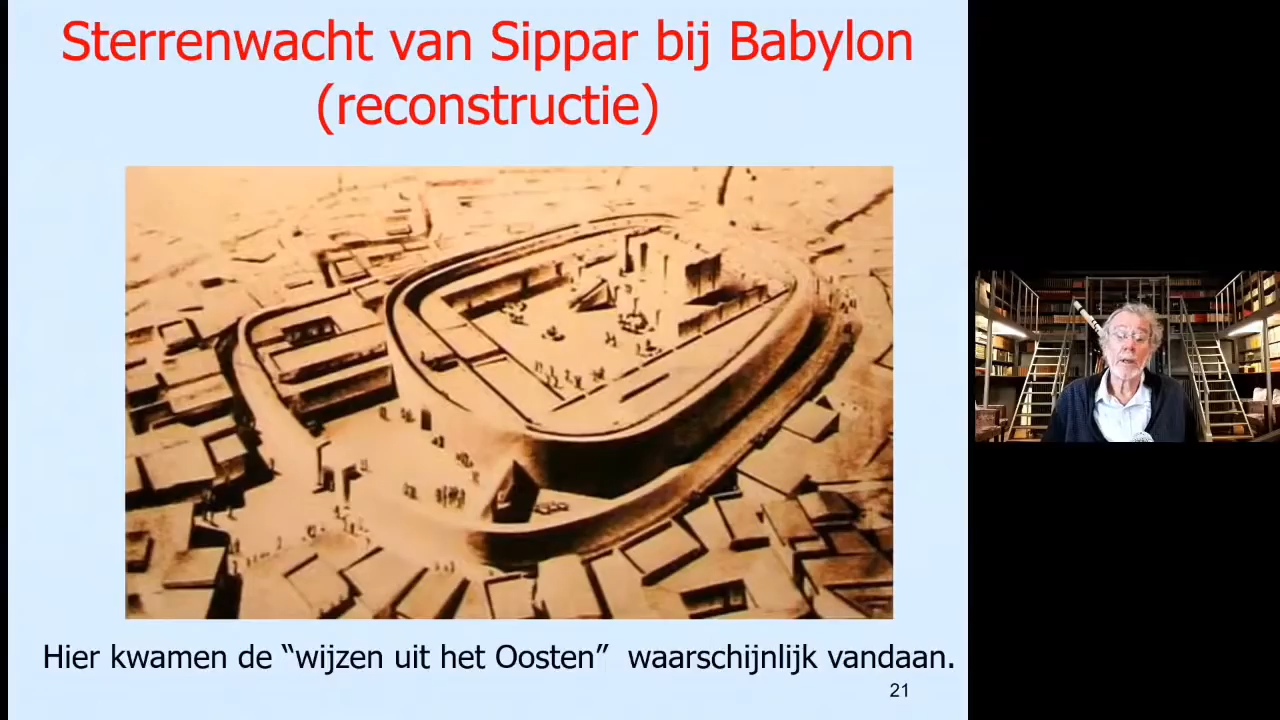 Sterrenwacht van Sippar bij Babylon
(reconstructie)
Hier kwamen de “wijzen uit het Oosten”  waarschijnlijk vandaan.
21